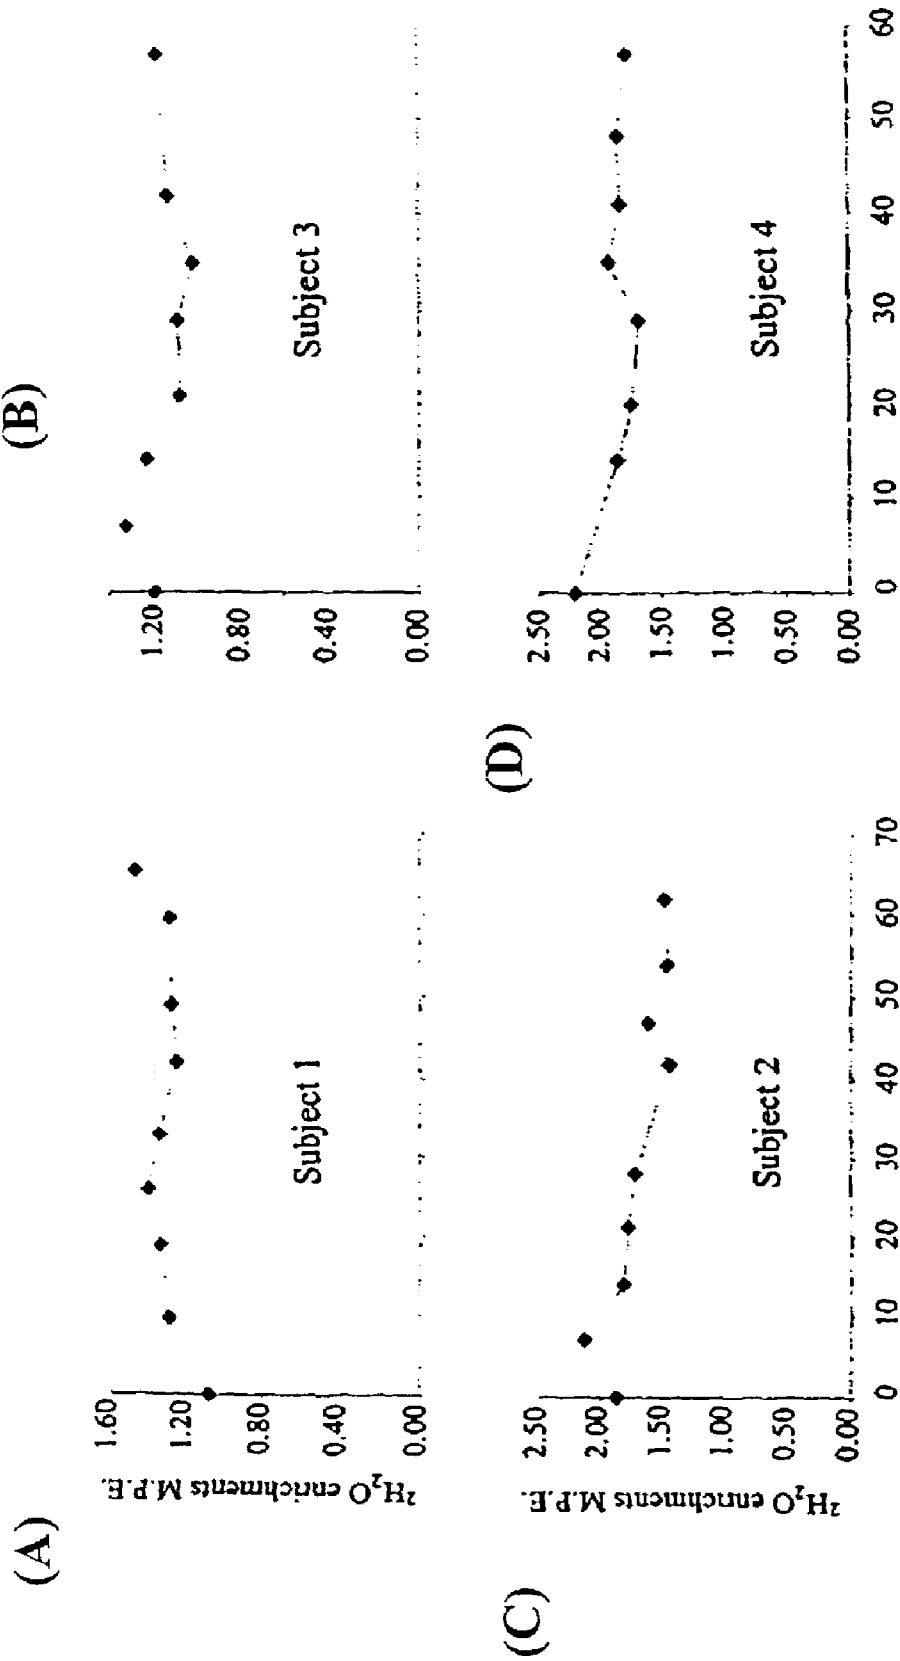 (A)
²H₂O enrichments M.P.E.
1.60
1.20
0.80
0.40
0.00
Subject 1
(B)
1.20
0.80
0.40
0.00
Subject 3
(C)
²H₂O enrichments M.P.E.
2.50
2.00
1.50
1.00
0.50
0.00
Subject 2
0 10 20 30 40 50 60 70
(D)
2.50
2.00
1.50
1.00
0.50
0.00
Subject 4
0 10 20 30 40 50 60